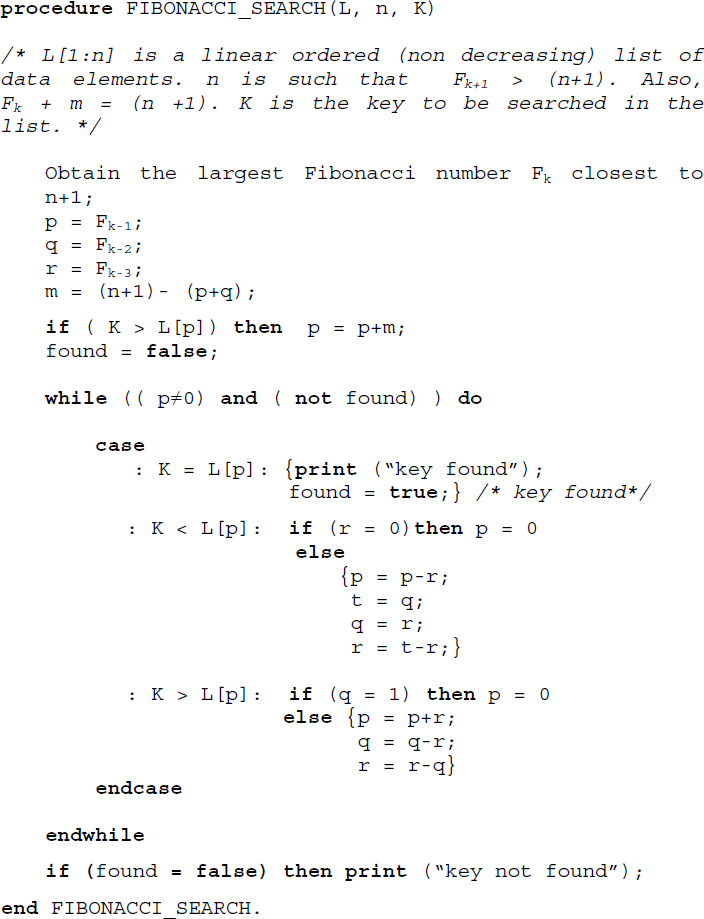 procedure FIBONACCI_SEARCH(L, n, K)
/* L[1:n] is a linear ordered (non decreasing) list of
data elements. n is such that Fₖ₊₁ > (n+1). Also,
Fₖ + m = (n +1). K is the key to be searched in the
list. */
Obtain the largest Fibonacci number Fₖ closest to
n+1;
p = Fₖ₋₁;
q = Fₖ₋₂;
r = Fₖ₋₃;
m = (n+1)- (p+q);
if ( K > L[p]) then p = p+m;
found = false;
while (( p≠0) and ( not found) ) do
case
: K = L[p]: {print (“key found”);
found = true;} /* key found*/
: K < L[p]: if (r = 0)then p = 0
else
{p = p-r;
t = q;
q = r;
r = t-r;}
: K > L[p]: if (q = 1) then p = 0
else {p = p+r;
q = q-r;
r = r-q}
endcase
endwhile
if (found = false) then print (“key not found”);
end FIBONACCI_SEARCH.